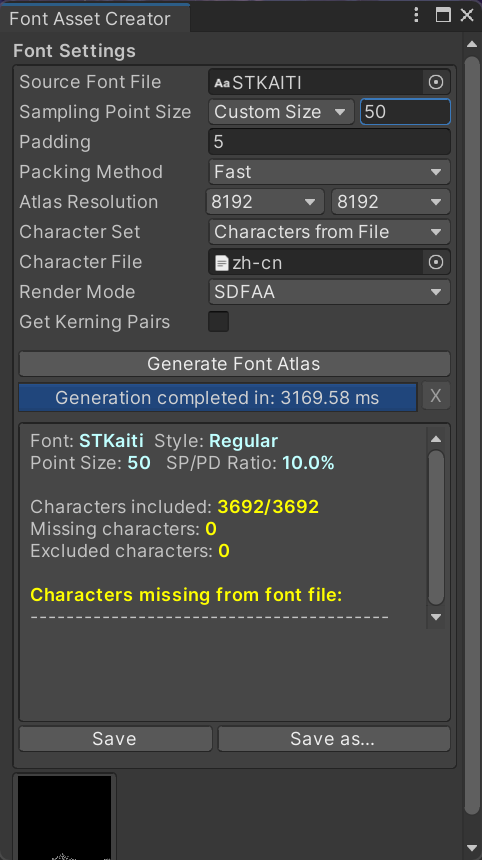 Font Asset Creator
Font Settings
Source Font File AaSTKAITI
Sampling Point Size Custom Size 50
Padding 5
Packing Method Fast
Atlas Resolution 8192 8192
Character Set Characters from File
Character File zh-cn
Render Mode SDFAA
Get Kerning Pairs
Generate Font Atlas
Generation completed in: 3169.58 ms X
Font: STKaiti Style: Regular
Point Size: 50 SP/PD Ratio: 10.0%
Characters included: 3692/3692
Missing characters: 0
Excluded characters: 0
Characters missing from font file:
----------------------------------------
Save Save as...